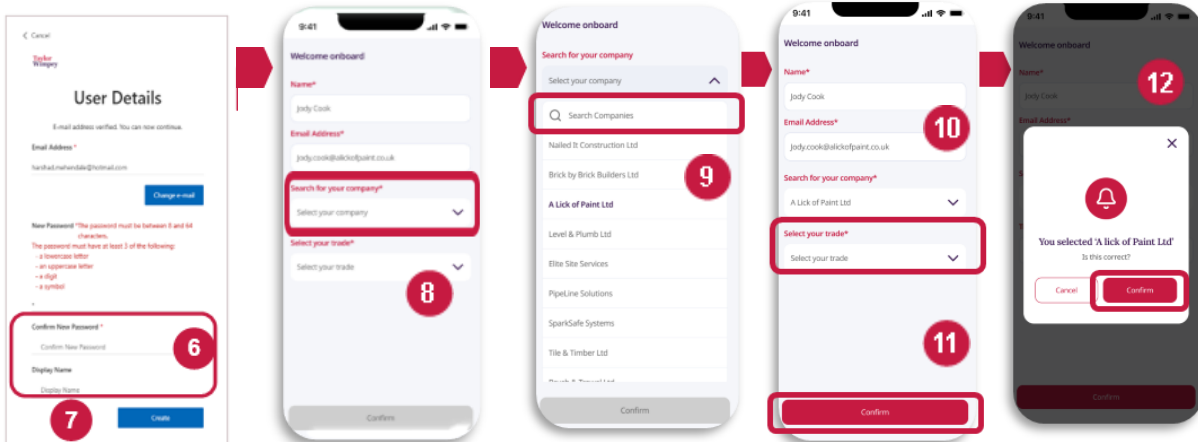 Cancel
Taylor
Wimpey
User Details
E-mail address verified. You can now continue.
Email Address *
harshad.mehendale@hotmail.com
Change e-mail
New Password *The password must be between 8 and 64
characters.
The password must have at least 3 of the following:
- a lowercase letter
- an uppercase letter
- a digit
- a symbol
*
Confirm New Password *
Confirm New Password
6
Display Name
Display Name
7
Create
9:41
Welcome onboard
Name*
Jody Cook
Email Address*
Jody.cook@alickofpaint.co.uk
Search for your company*
Select your company
Select your trade*
Select your trade
8
Confirm
Welcome onboard
Search for your company
Select your company
Search Companies
Nailed It Construction Ltd
9
Brick by Brick Builders Ltd
A Lick of Paint Ltd
Level & Plumb Ltd
Elite Site Services
PipeLine Solutions
SparkSafe Systems
Tile & Timber Ltd
Confirm
9:41
Welcome onboard
Name*
Jody Cook
10
Email Address*
Jody.cook@alickofpaint.co.uk
Search for your company*
A Lick of Paint Ltd
Select your trade*
Select your trade
11
Confirm
9:41
Welcome onboard
12
Name*
Jody Cook
Email Address*
You selected 'A lick of Paint Ltd'
Is this correct?
Cancel
Confirm
Confirm